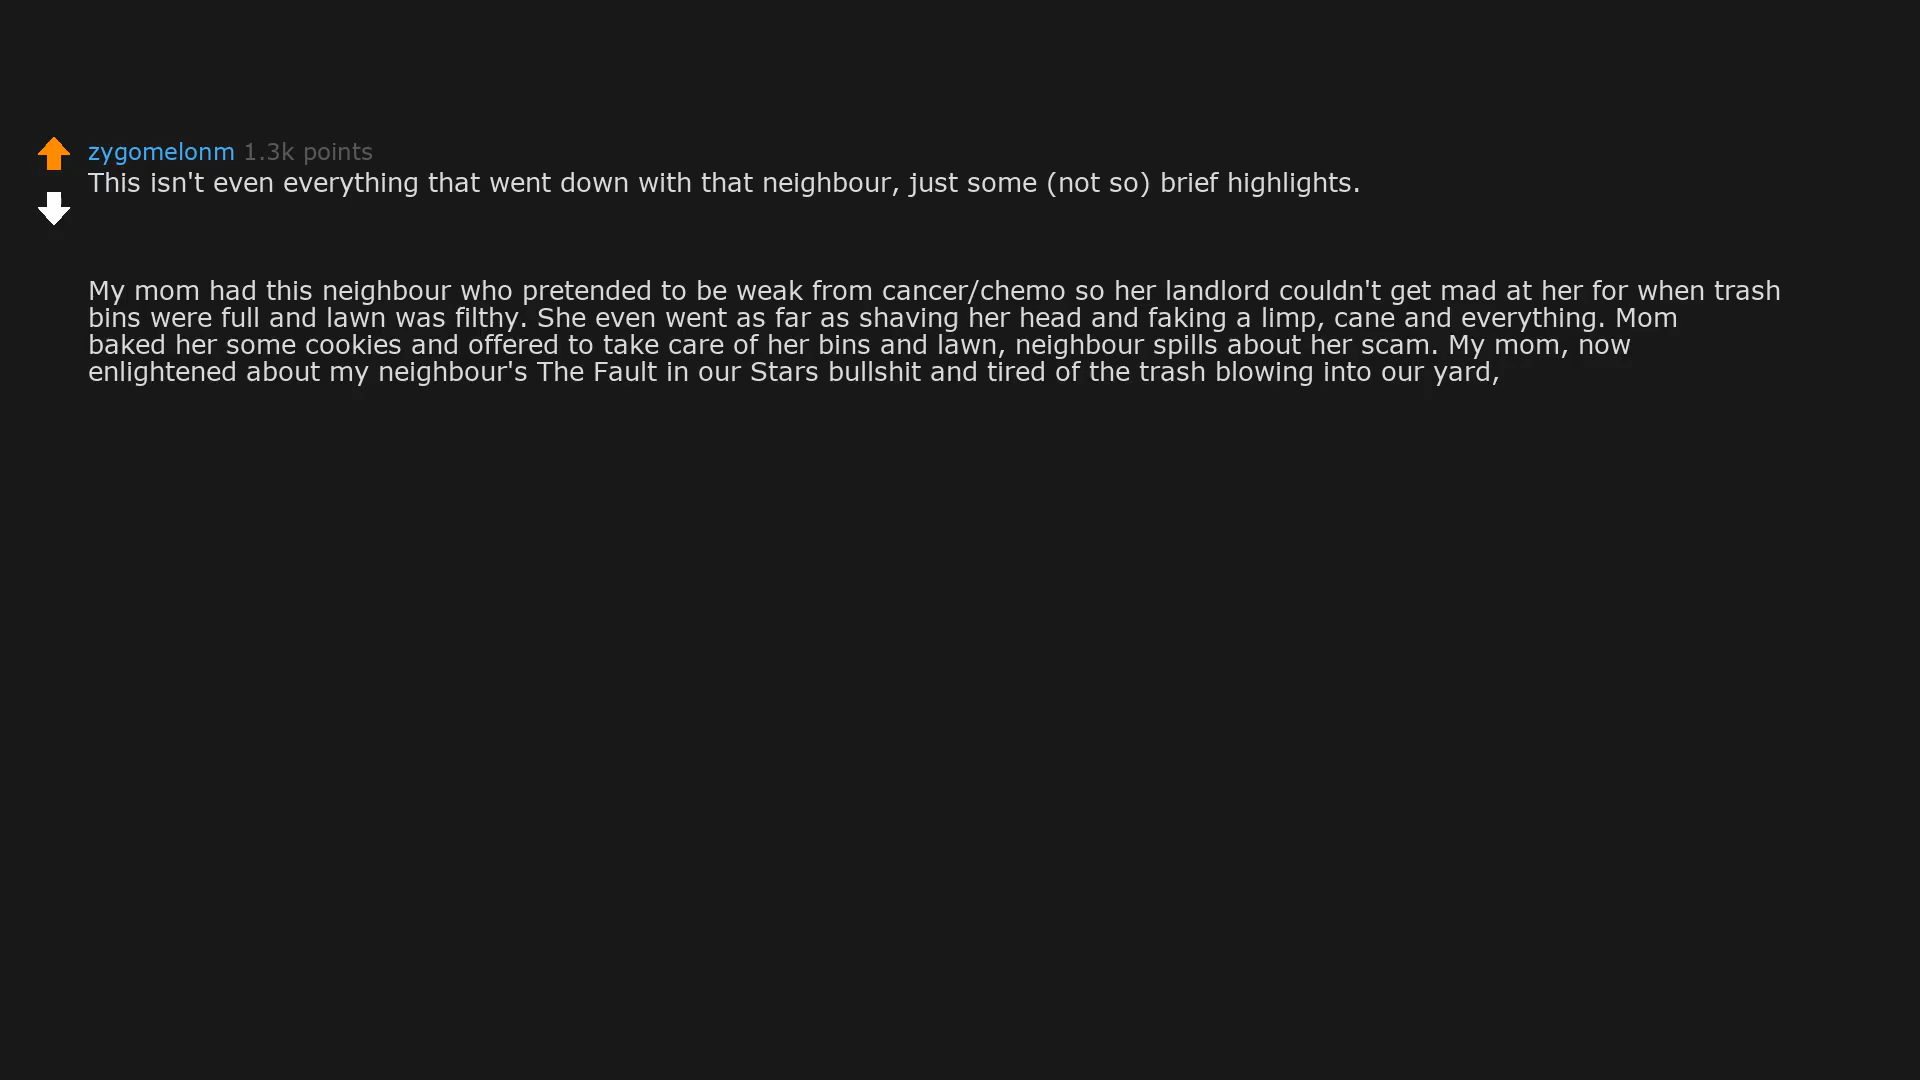 zygomelonm 1.3k points
This isn't even everything that went down with that neighbour, just some (not so) brief highlights.
My mom had this neighbour who pretended to be weak from cancer/chemo so her landlord couldn't get mad at her for when trash
bins were full and lawn was filthy. She even went as far as shaving her head and faking a limp, cane and everything. Mom
baked her some cookies and offered to take care of her bins and lawn, neighbour spills about her scam. My mom, now
enlightened about my neighbour's The Fault in our Stars bullshit and tired of the trash blowing into our yard,